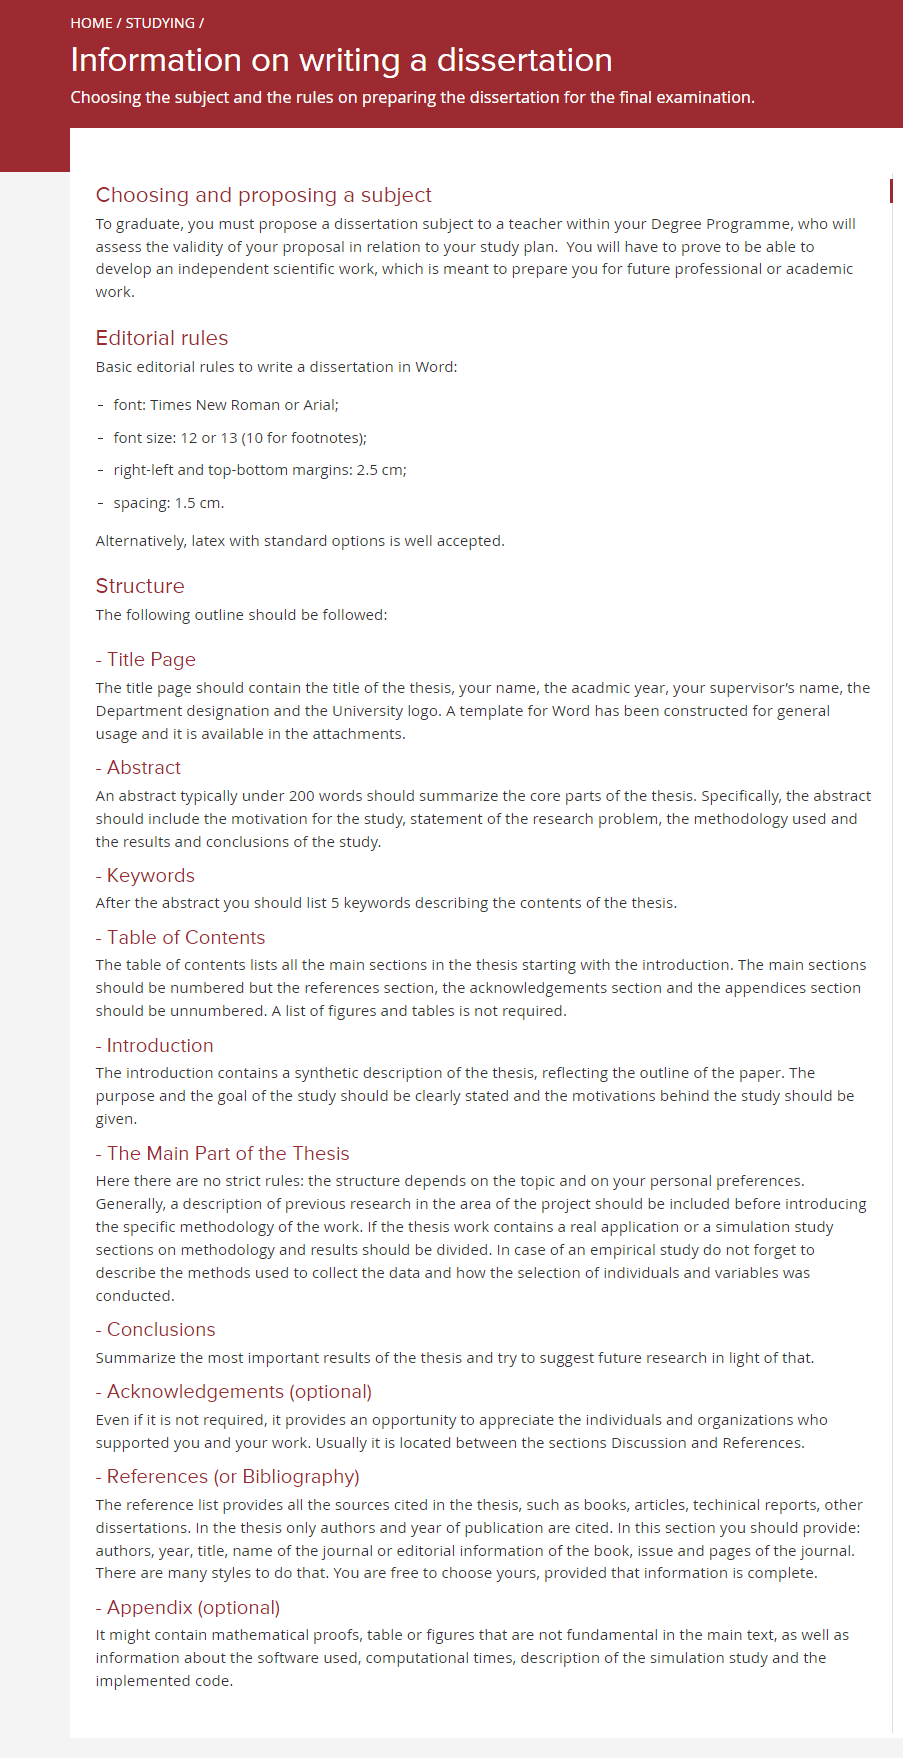 HOME / STUDYING /
Information on writing a dissertation
Choosing the subject and the rules on preparing the dissertation for the final examination.
Choosing and proposing a subject
To graduate, you must propose a dissertation subject to a teacher within your Degree Programme, who will
assess the validity of your proposal in relation to your study plan.  You will have to prove to be able to
develop an independent scientific work, which is meant to prepare you for future professional or academic
work.
Editorial rules
Basic editorial rules to write a dissertation in Word:
- font: Times New Roman or Arial;
- font size: 12 or 13 (10 for footnotes);
- right-left and top-bottom margins: 2.5 cm;
- spacing: 1.5 cm.
Alternatively, latex with standard options is well accepted.
Structure
The following outline should be followed:
- Title Page
The title page should contain the title of the thesis, your name, the acadmic year, your supervisor's name, the
Department designation and the University logo. A template for Word has been constructed for general
usage and it is available in the attachments.
- Abstract
An abstract typically under 200 words should summarize the core parts of the thesis. Specifically, the abstract
should include the motivation for the study, statement of the research problem, the methodology used and
the results and conclusions of the study.
- Keywords
After the abstract you should list 5 keywords describing the contents of the thesis.
- Table of Contents
The table of contents lists all the main sections in the thesis starting with the introduction. The main sections
should be numbered but the references section, the acknowledgements section and the appendices section
should be unnumbered. A list of figures and tables is not required.
- Introduction
The introduction contains a synthetic description of the thesis, reflecting the outline of the paper. The
purpose and the goal of the study should be clearly stated and the motivations behind the study should be
given.
- The Main Part of the Thesis
Here there are no strict rules: the structure depends on the topic and on your personal preferences.
Generally, a description of previous research in the area of the project should be included before introducing
the specific methodology of the work. If the thesis work contains a real application or a simulation study
sections on methodology and results should be divided. In case of an empirical study do not forget to
describe the methods used to collect the data and how the selection of individuals and variables was
conducted.
- Conclusions
Summarize the most important results of the thesis and try to suggest future research in light of that.
- Acknowledgements (optional)
Even if it is not required, it provides an opportunity to appreciate the individuals and organizations who
supported you and your work. Usually it is located between the sections Discussion and References.
- References (or Bibliography)
The reference list provides all the sources cited in the thesis, such as books, articles, techinical reports, other
dissertations. In the thesis only authors and year of publication are cited. In this section you should provide:
authors, year, title, name of the journal or editorial information of the book, issue and pages of the journal.
There are many styles to do that. You are free to choose yours, provided that information is complete.
- Appendix (optional)
It might contain mathematical proofs, table or figures that are not fundamental in the main text, as well as
information about the software used, computational times, description of the simulation study and the
implemented code.